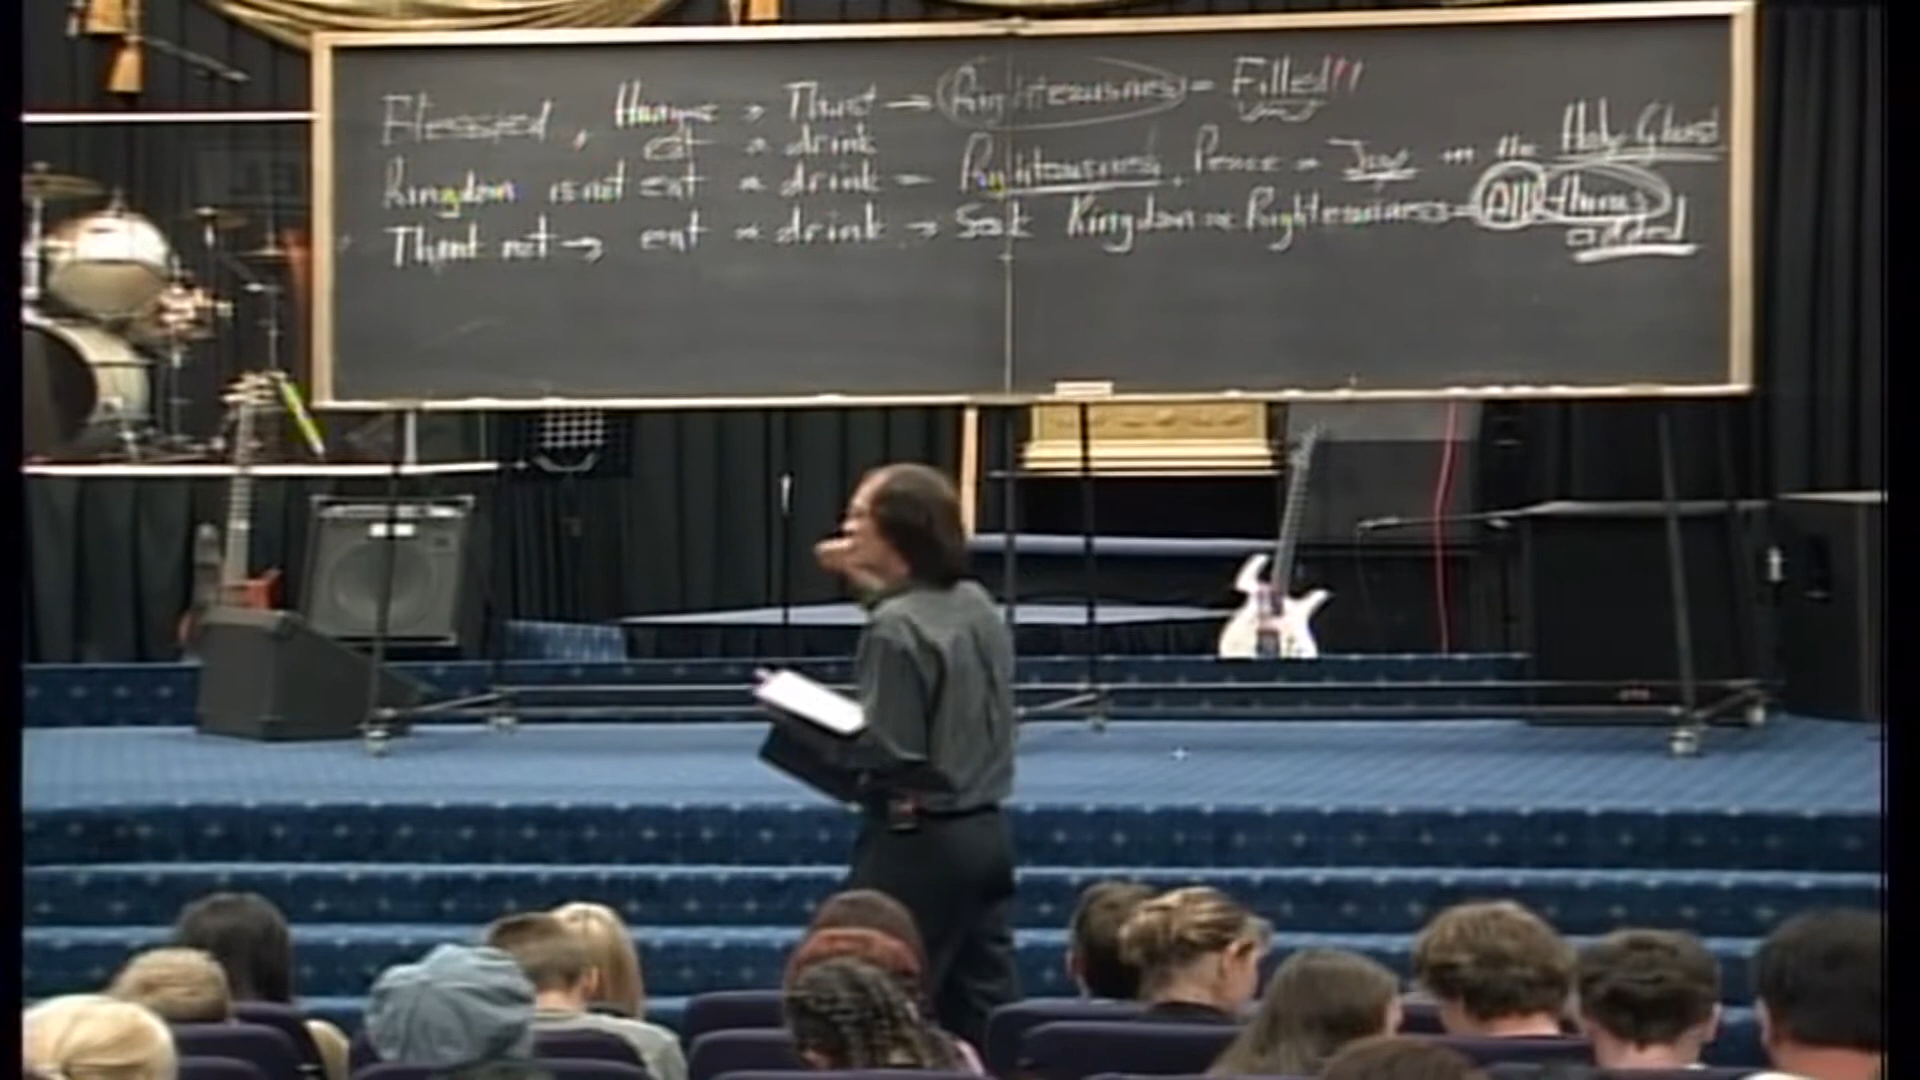 Blessed, Hunger + Thirst → Righteousness = Filled!!
eat + drink
Kingdom is not eat + drink = Righteousness, Peace + Joy in the Holy Ghost
Think not → eat + drink → Seek Kingdom + Righteousness = All things
added